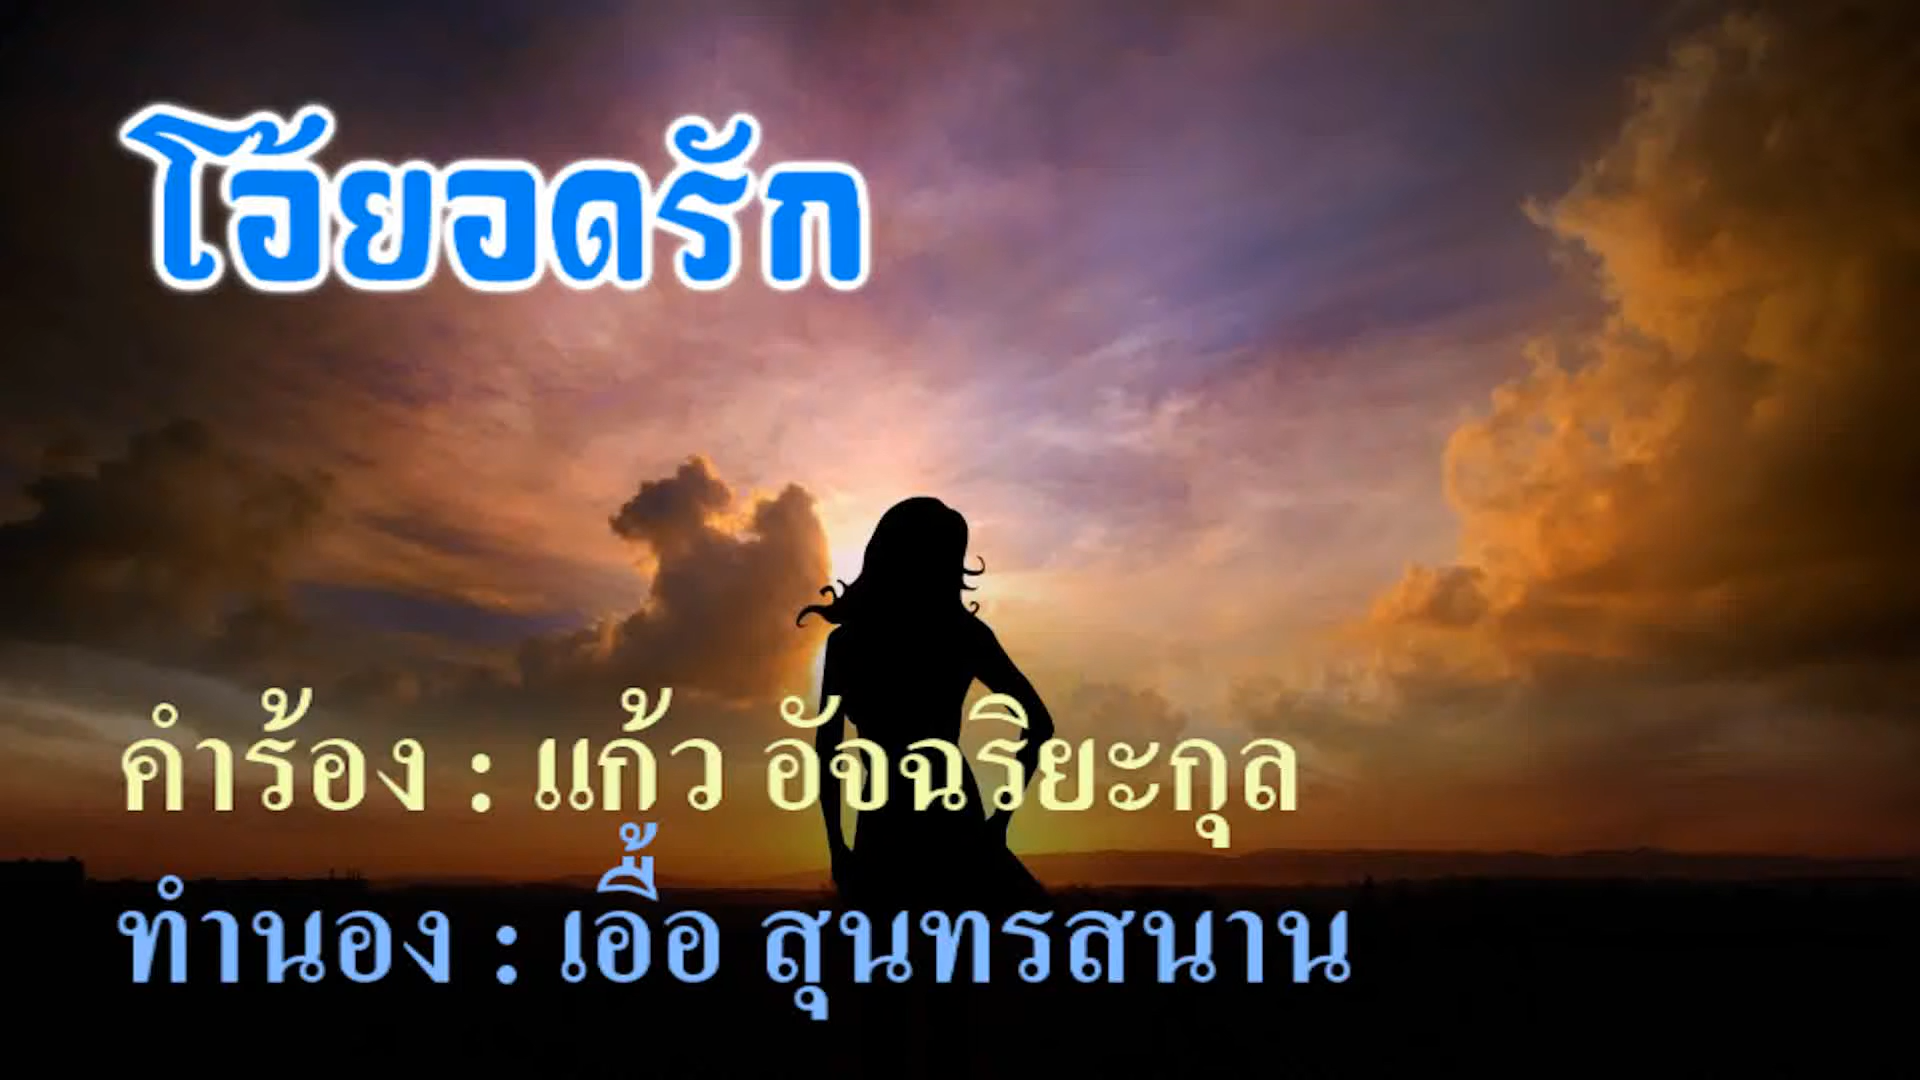 โอ้ยอดรัก
คำร้อง : แก้ว อัจฉริยะกุล
ทำนอง : เอื้อ สุนทรสนาน